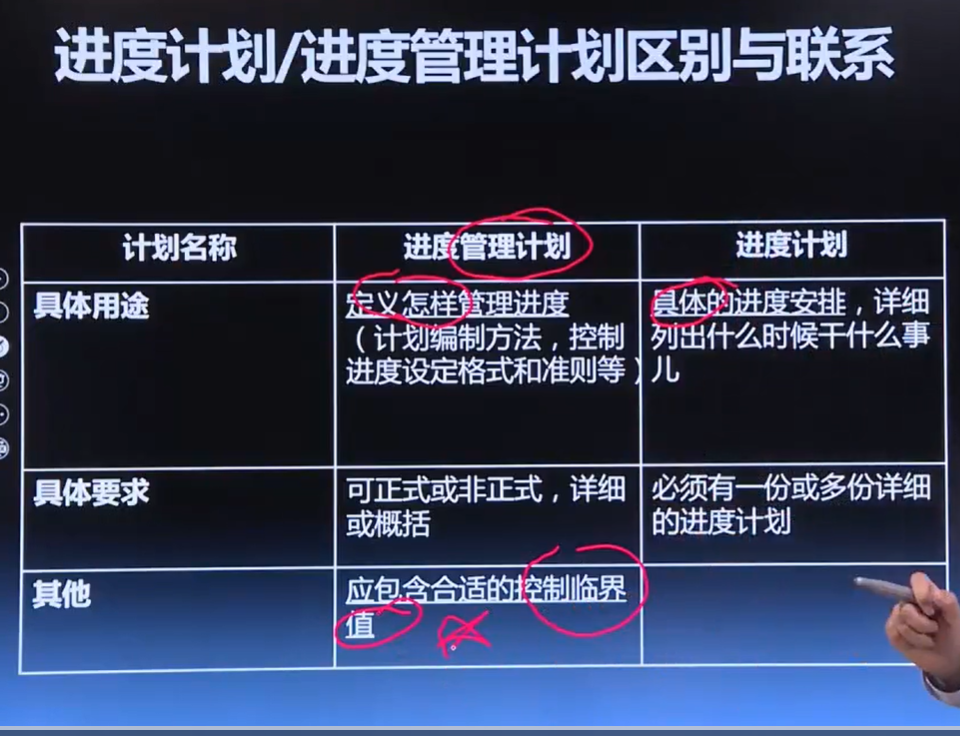 进度计划/进度管理计划区别与联系
计划名称
进度管理计划
进度计划
具体用途
定义怎样管理进度
（计划编制方法，控制
进度设定格式和准则等）
具体的进度安排，详细
列出什么时候干什么事
儿
具体要求
可正式或非正式，详细
或概括
必须有一份或多份详细
的进度计划
其他
应包含合适的控制临界
值